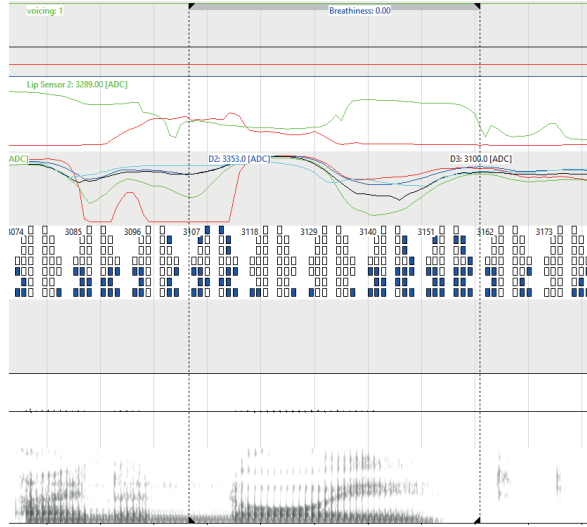 voicing: 1 Breathiness: 0.00
Lip Sensor 2: 3289.00 [ADC]
ADC] D2: 3353.0 [ADC] D3: 3100.0 [ADC]
3074 3085 3096 3107 3118 3129 3140 3151 3162 3173